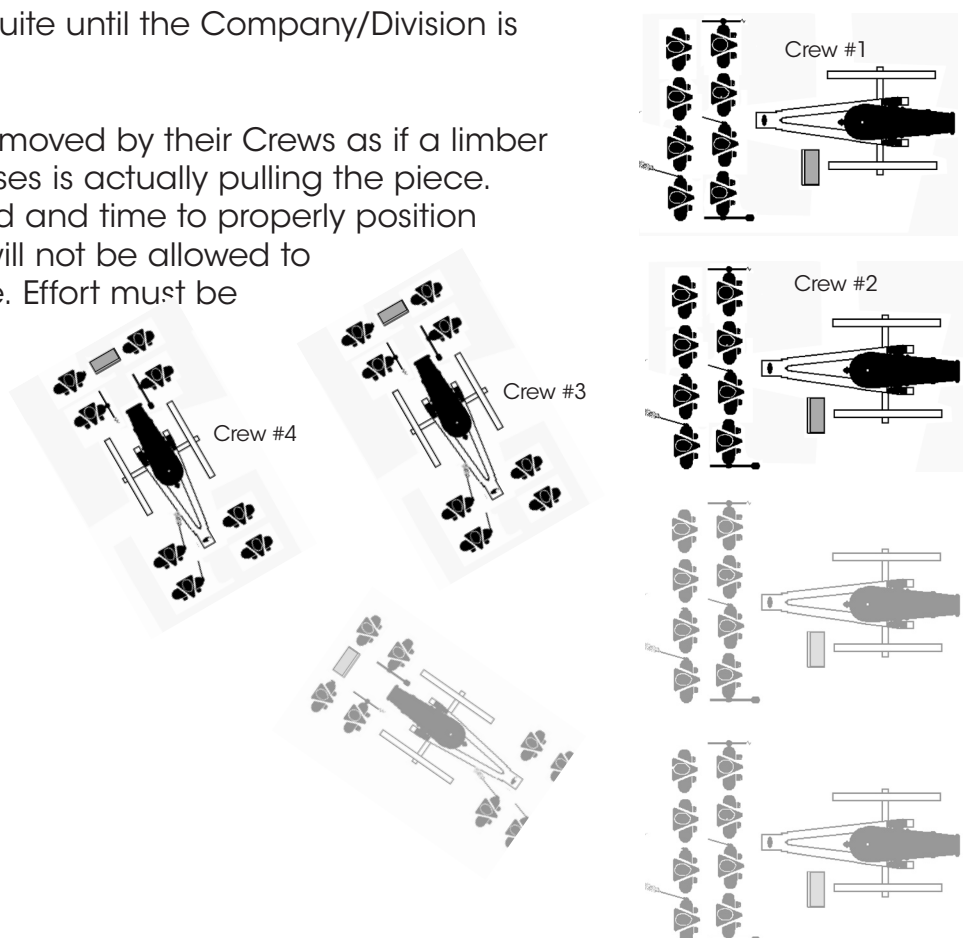 uite until the Company/Division is
moved by their Crews as if a limber
ses is actually pulling the piece.
d and time to properly position
will not be allowed to
e. Effort must be
Crew #1
Crew #2
Crew #3
Crew #4